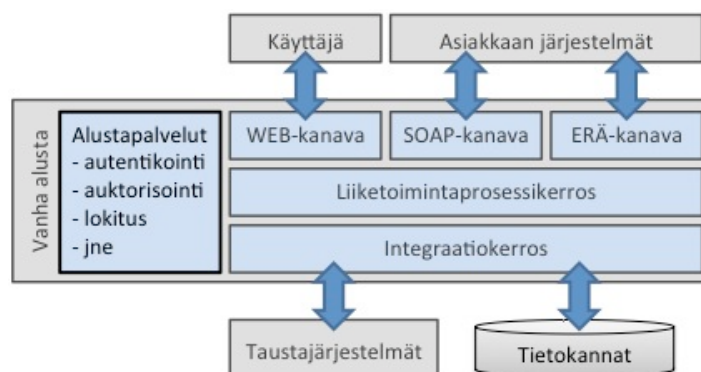 Käyttäjä
Asiakkaan järjestelmät
Vanha alusta
Alustapalvelut
- autentikointi
- auktorisointi
- lokitus
- jne
WEB-kanava
SOAP-kanava
ERÄ-kanava
Liiketoimintaprosessikerros
Integraatiokerros
Taustajärjestelmät
Tietokannat